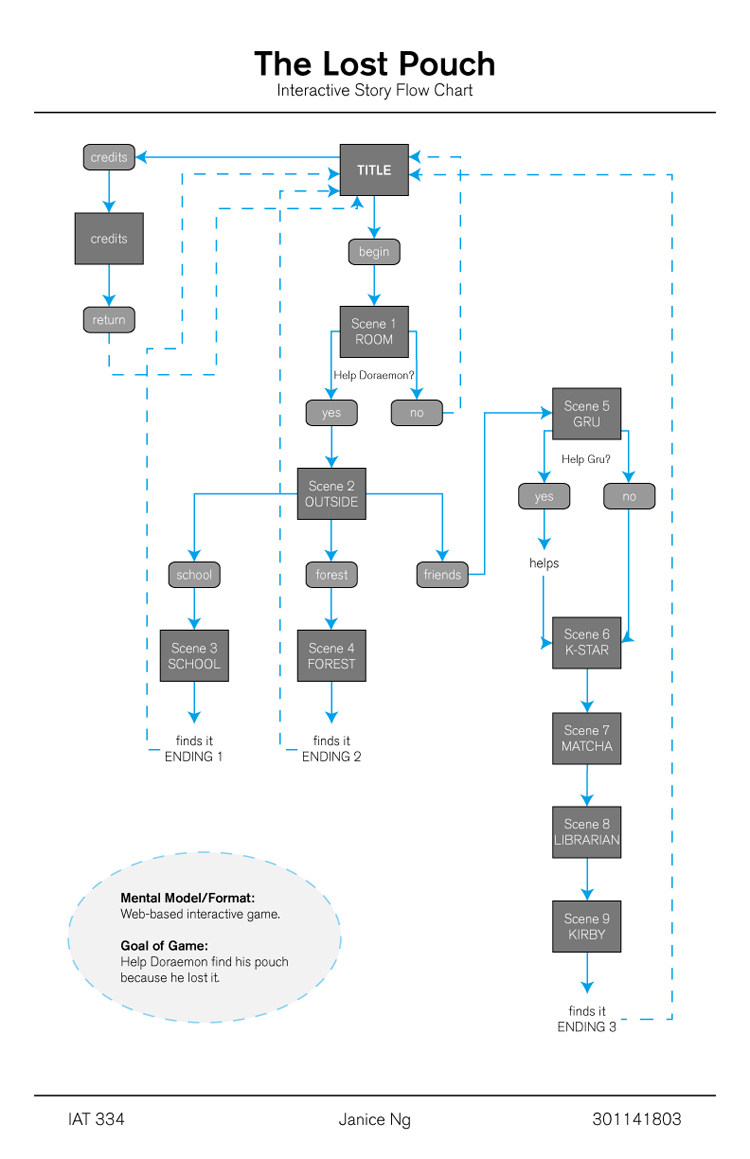 The Lost Pouch
Interactive Story Flow Chart
credits
TITLE
credits
begin
return
Scene 1
ROOM
Help Doraemon?
yes
no
Scene 5
GRU
Help Gru?
Scene 2
OUTSIDE
yes
no
helps
school
forest
friends
Scene 3
SCHOOL
Scene 4
FOREST
Scene 6
K-STAR
finds it
ENDING 1
finds it
ENDING 2
Scene 7
MATCHA
Scene 8
LIBRARIAN
Mental Model/Format:
Web-based interactive game.
Goal of Game:
Help Doraemon find his pouch
because he lost it.
Scene 9
KIRBY
finds it
ENDING 3
IAT 334
Janice Ng
301141803